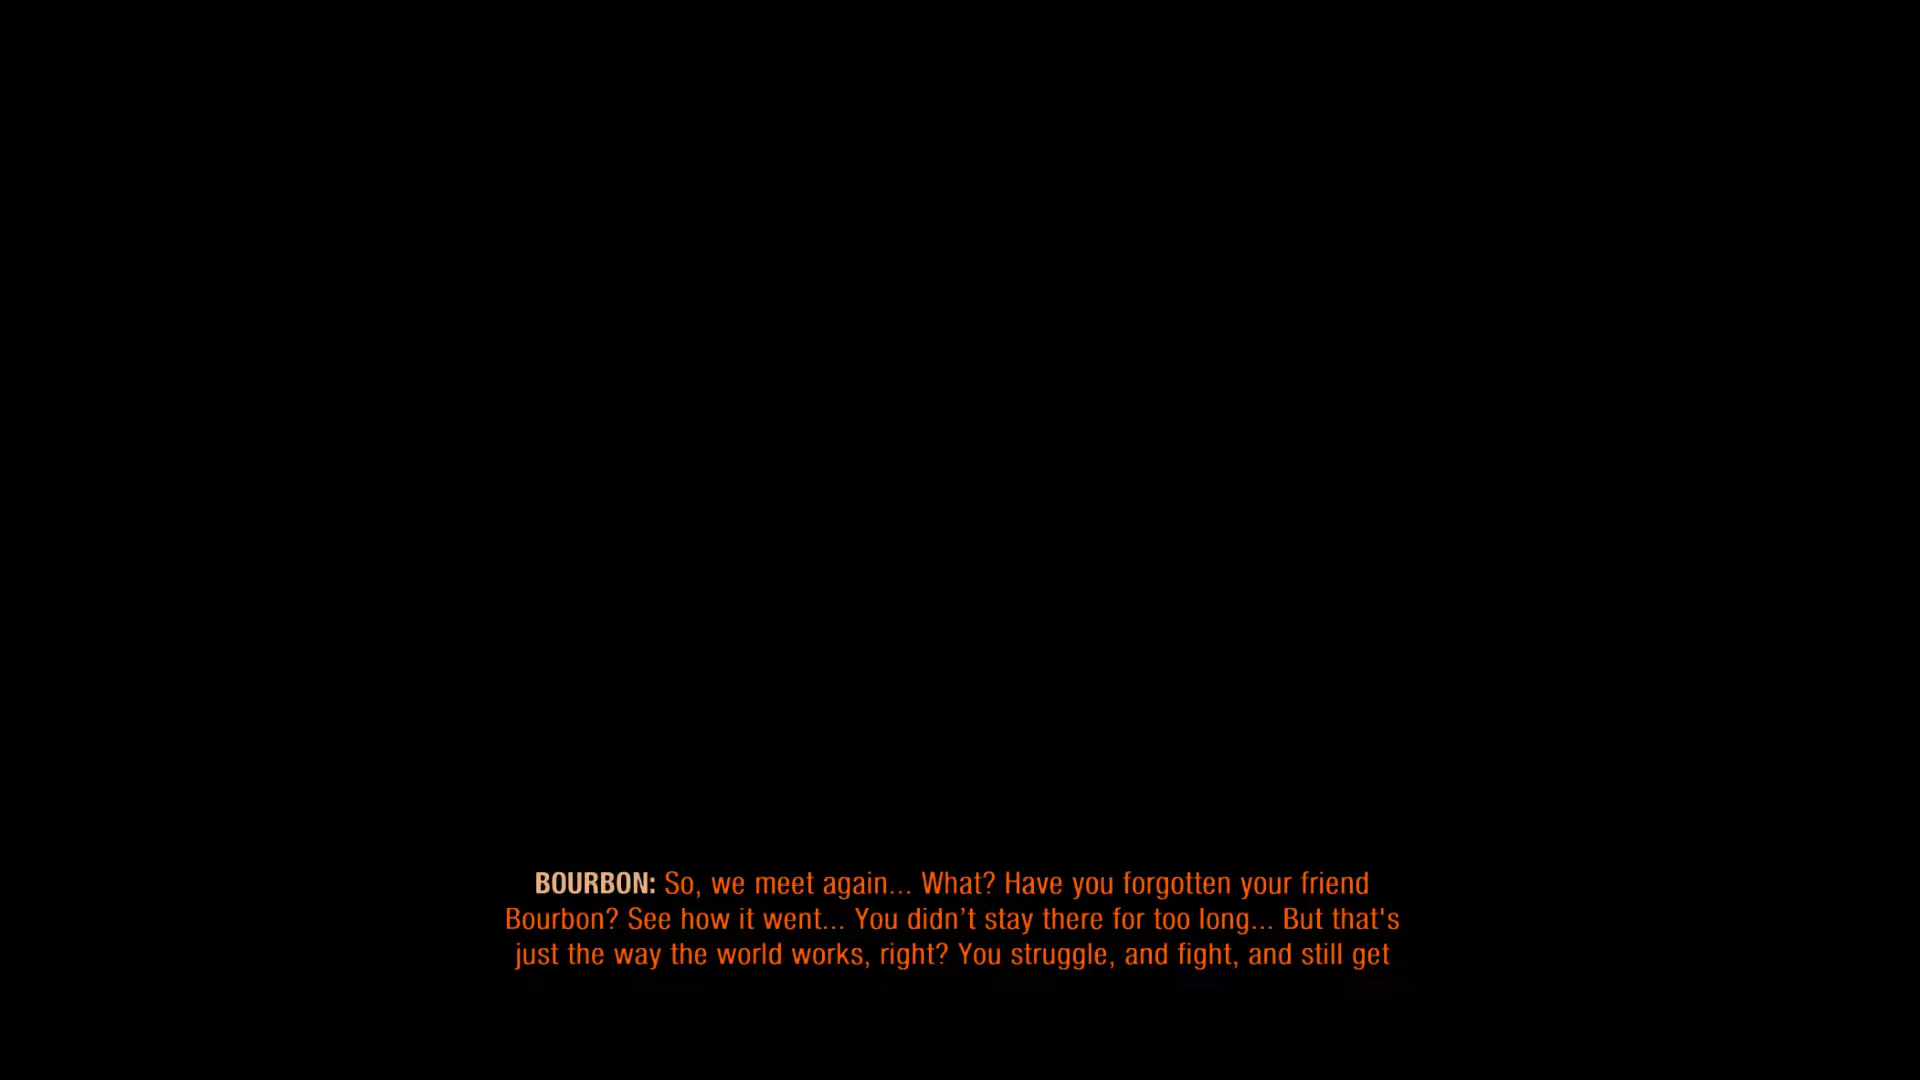 BOURBON: So, we meet again... What? Have you forgotten your friend
Bourbon? See how it went... You didn’t stay there for too long... But that's
just the way the world works, right? You struggle, and fight, and still get